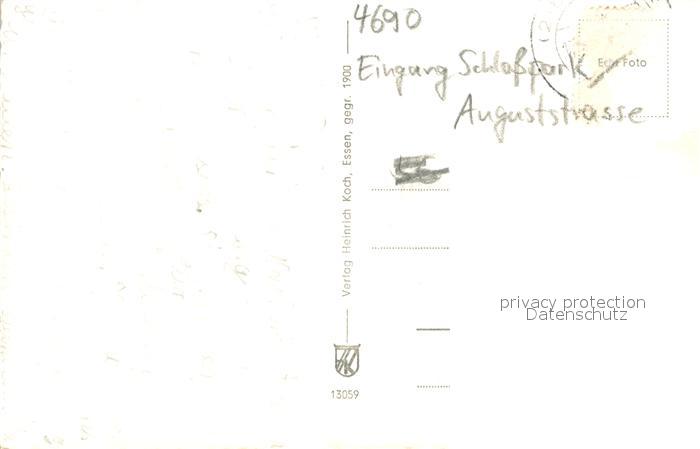 4690
Eingang Schloßpark
Auguststrasse
Echt Foto
Verlag Heinrich Koch, Essen, gegr. 1900
privacy protection
Datenschutz
13059